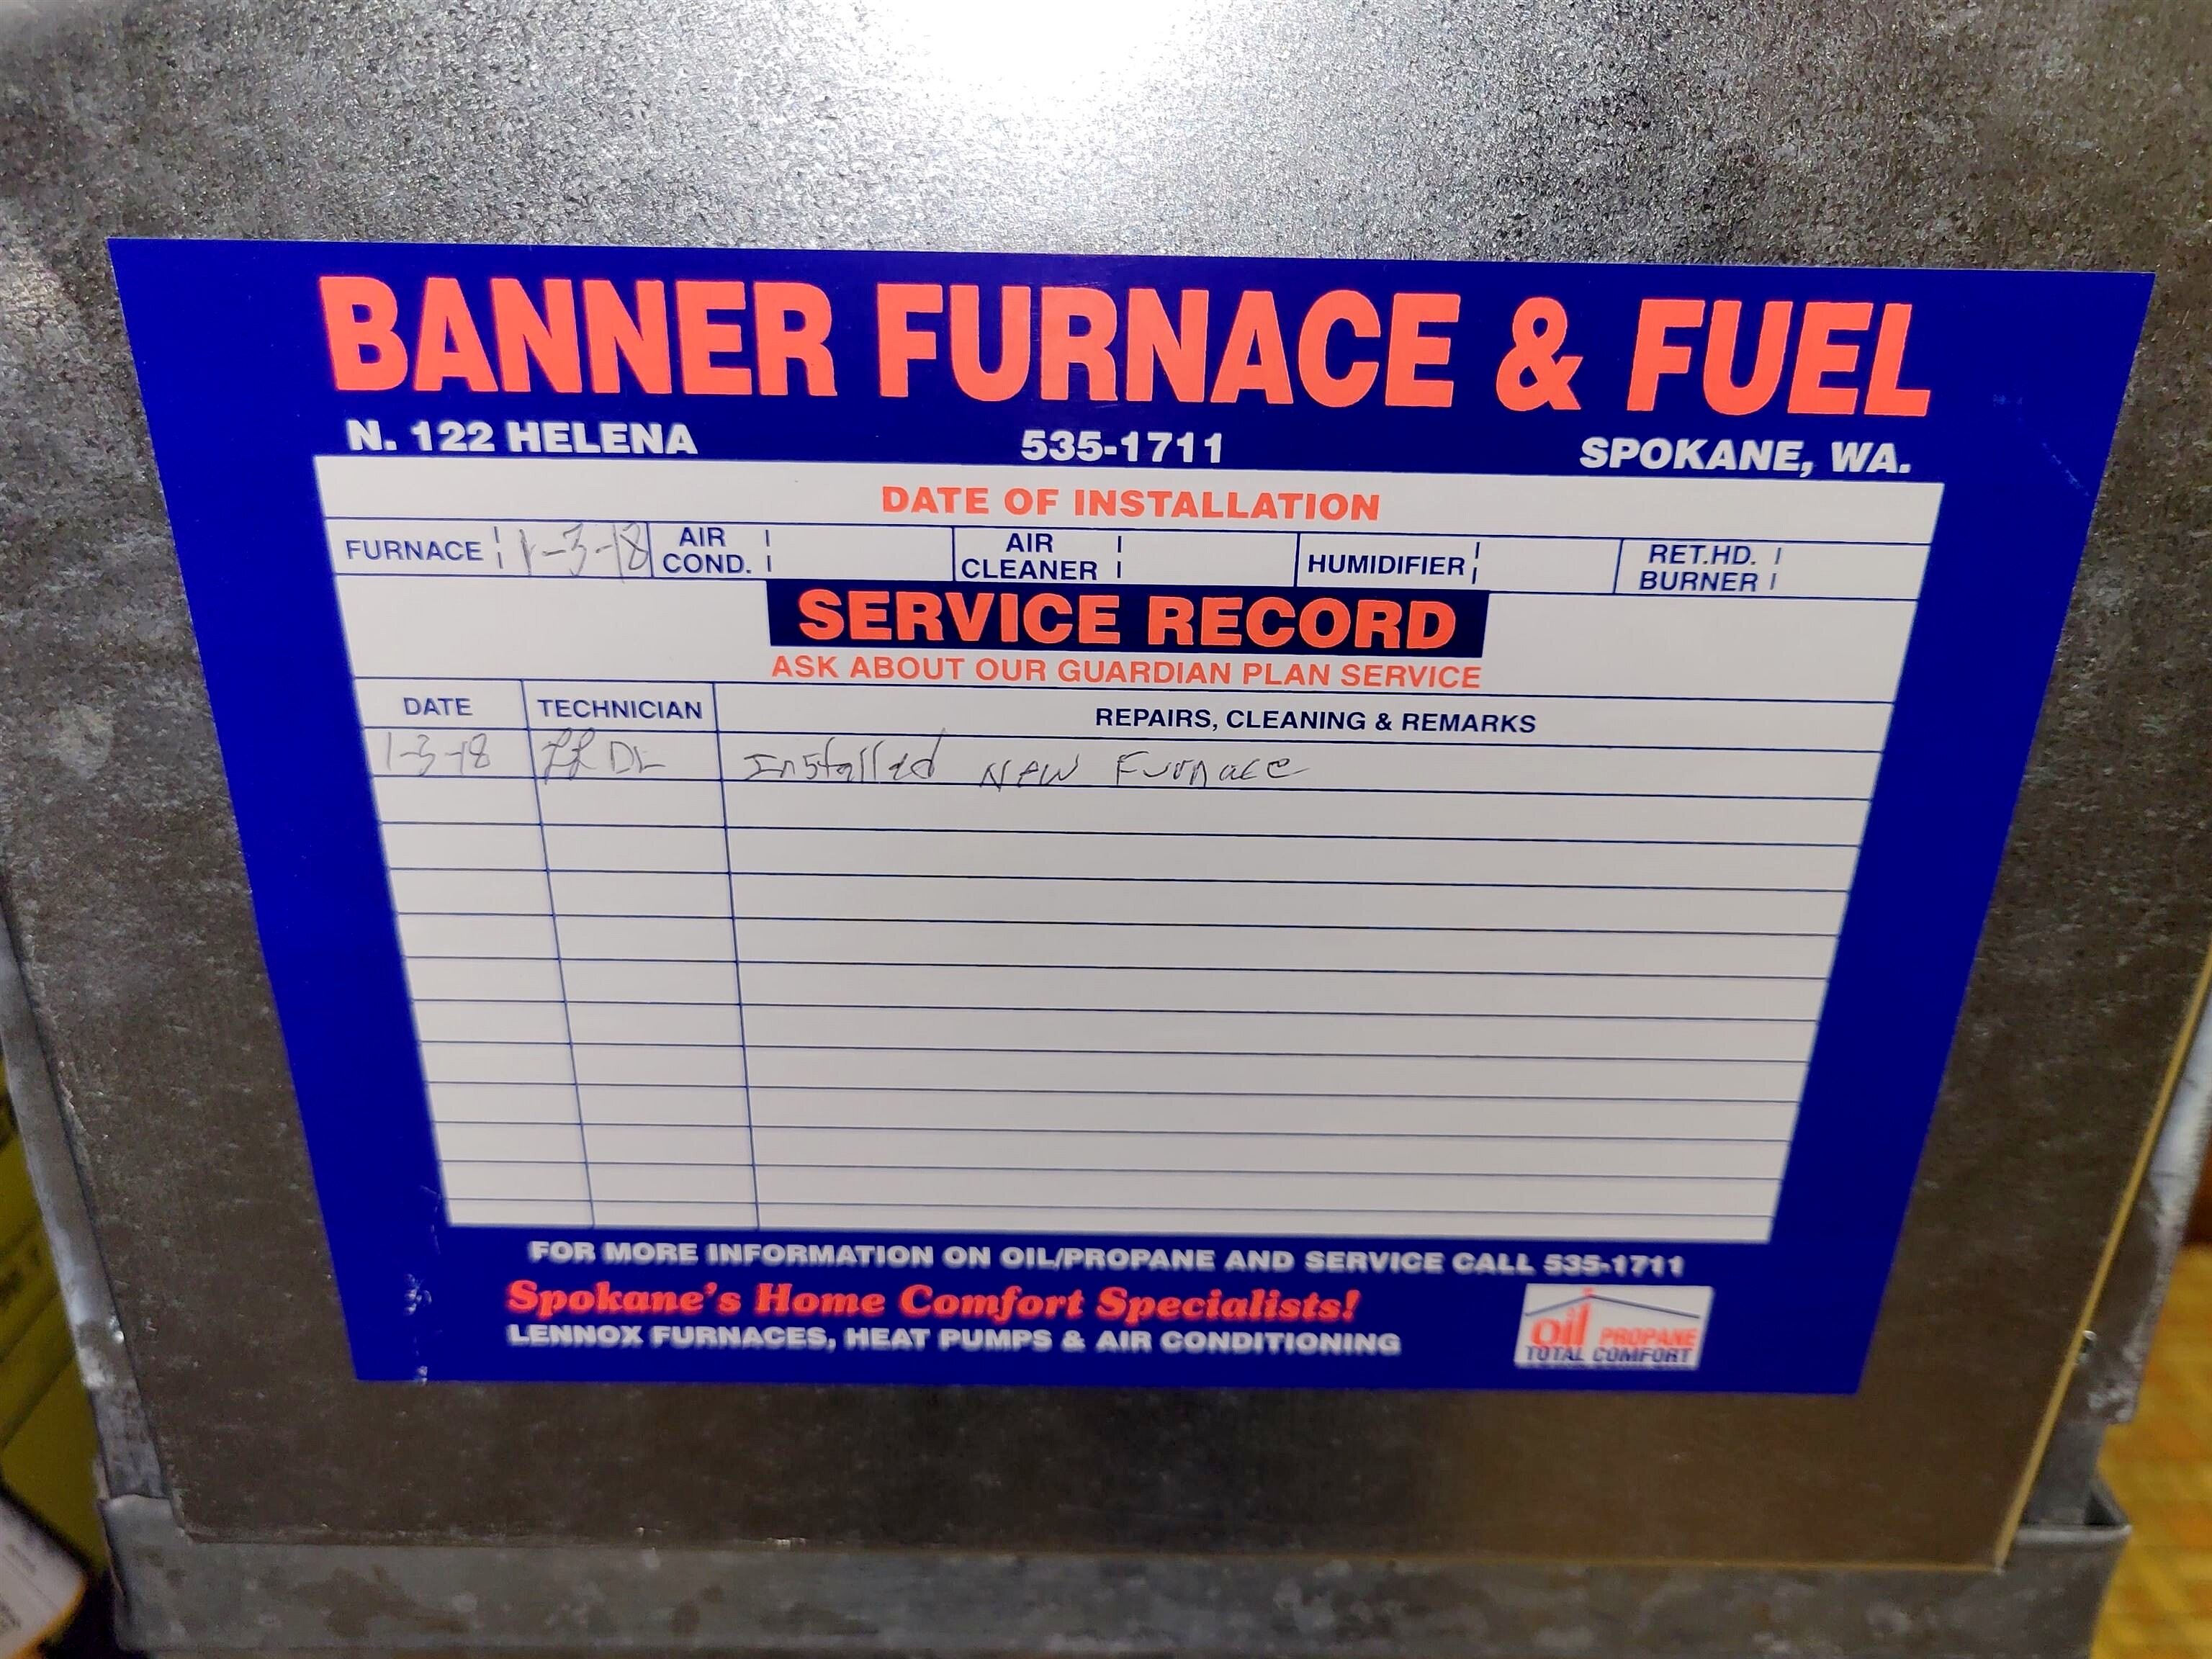 BANNER FURNACE & FUEL
N. 122 HELENA 535-1711 SPOKANE, WA.
DATE OF INSTALLATION
FURNACE 1-3-18 AIR COND. AIR CLEANER HUMIDIFIER RET.HD. BURNER
SERVICE RECORD
ASK ABOUT OUR GUARDIAN PLAN SERVICE
DATE TECHNICIAN REPAIRS, CLEANING & REMARKS
1-3-18 DL Installed New Furnace
FOR MORE INFORMATION ON OIL/PROPANE AND SERVICE CALL 535-1711
Spokane's Home Comfort Specialists!
LENNOX FURNACES, HEAT PUMPS & AIR CONDITIONING
oil PROPANE
TOTAL COMFORT